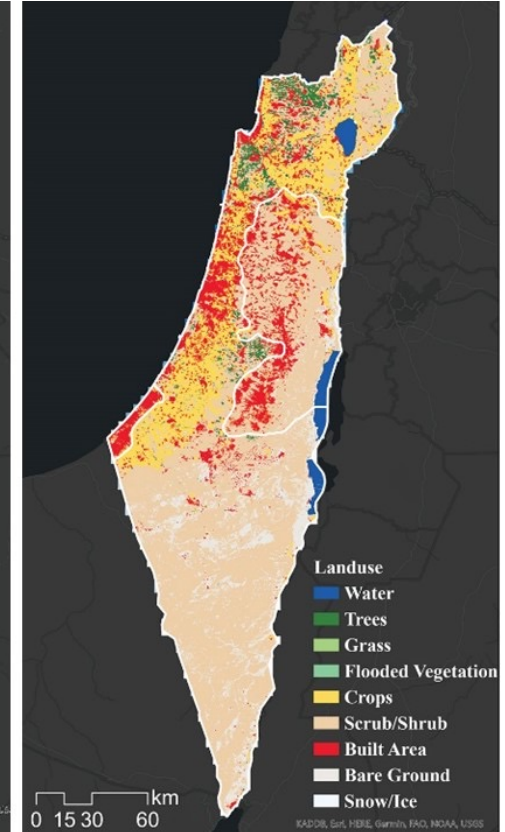 Landuse
Water
Trees
Grass
Flooded Vegetation
Crops
Scrub/Shrub
Built Area
Bare Ground
Snow/Ice
km
0 15 30 60
KADDB, Esri, HERE, Garmin, FAO, NOAA, USGS